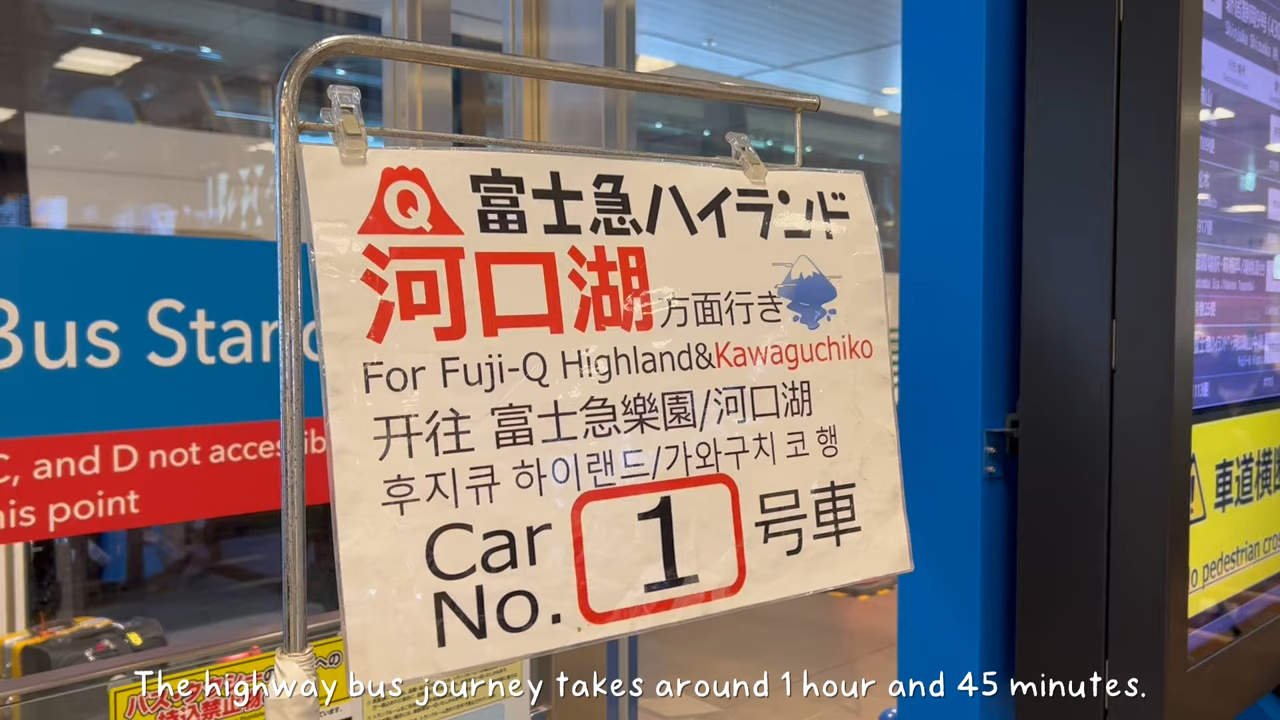 Q 富士急ハイランド
河口湖方面行き
For Fuji-Q Highland&Kawaguchiko
开往 富士急樂園/河口湖
후지큐 하이랜드/가와구치 코 행
Car No. 1 号車
Bus Stand
C, and D not accessib
his point
車道横断
o pedestrian cros
The highway bus journey takes around 1 hour and 45 minutes.